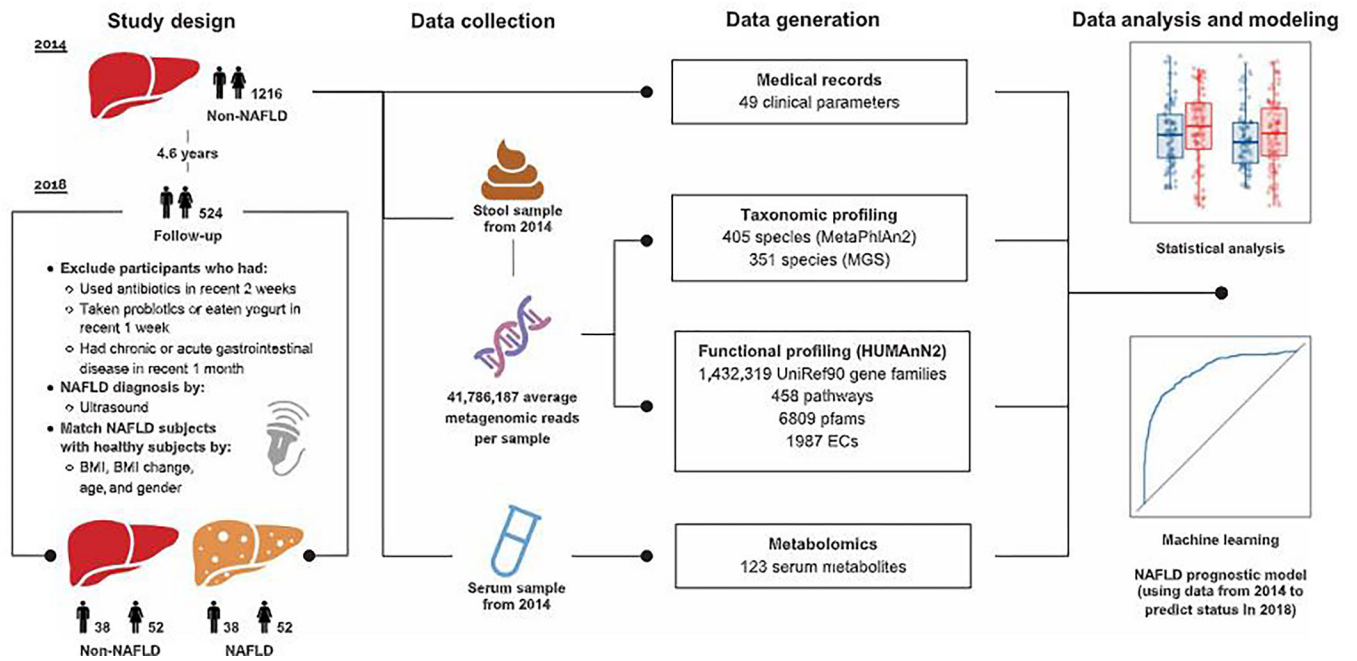 Study design
2014
1216
Non-NAFLD
4.6 years
2018
524
Follow-up
• Exclude participants who had:
Used antibiotics in recent 2 weeks
Taken probiotics or eaten yogurt in
recent 1 week
Had chronic or acute gastrointestinal
disease in recent 1 month
• NAFLD diagnosis by:
Ultrasound
• Match NAFLD subjects
with healthy subjects by:
BMI, BMI change,
age, and gender
38 52
Non-NAFLD
38 52
NAFLD
Data collection
Stool sample
from 2014
41,786,187 average
metagenomic reads
per sample
Serum sample
from 2014
Data generation
Medical records
49 clinical parameters
Taxonomic profiling
405 species (MetaPhlAn2)
351 species (MGS)
Functional profiling (HUMAnN2)
1,432,319 UniRef90 gene families
458 pathways
6809 pfams
1987 ECs
Metabolomics
123 serum metabolites
Data analysis and modeling
Statistical analysis
Machine learning
NAFLD prognostic model
(using data from 2014 to
predict status in 2018)